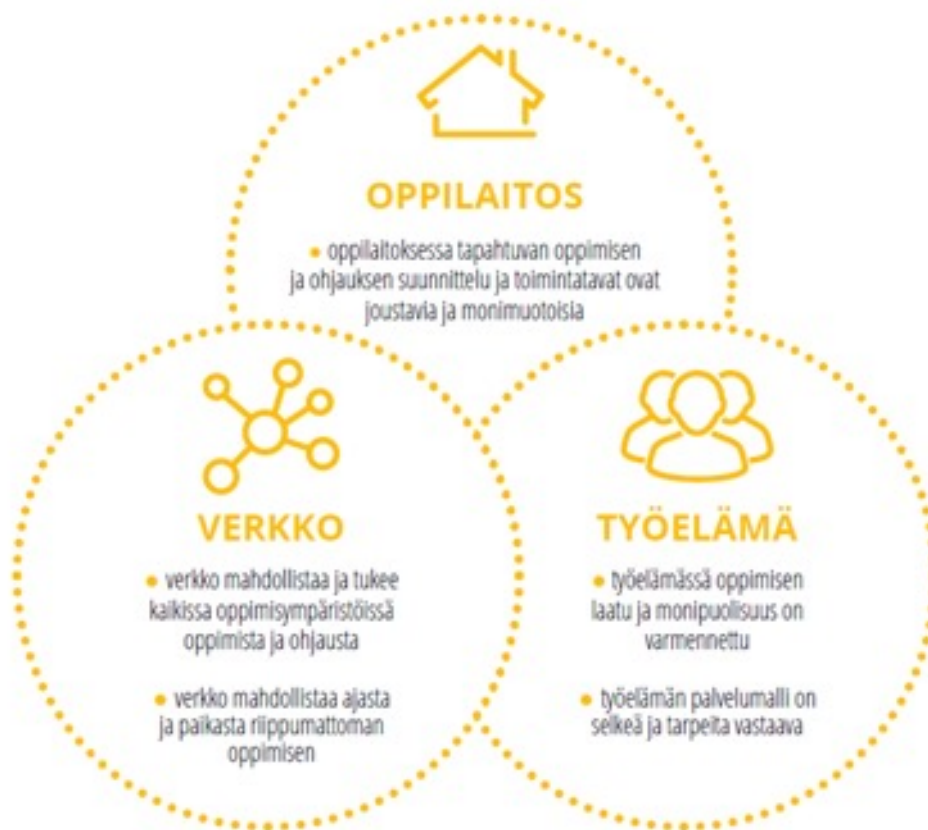 OPPILAITOS
• oppilaitoksessa tapahtuvan oppimisen
ja ohjauksen suunnittelu ja toimintatavat ovat
joustavia ja monimuotoisia
VERKKO
• verkko mahdollistaa ja tukee
kaikissa oppimisympäristöissä
oppimista ja ohjausta
• verkko mahdollistaa ajasta
ja paikasta riippumattoman
oppimisen
TYÖELÄMÄ
• työelämässä oppimisen
laatu ja monipuolisuus on
varmennettu
• työelämän palvelumalli on
selkeä ja tarpeita vastaava